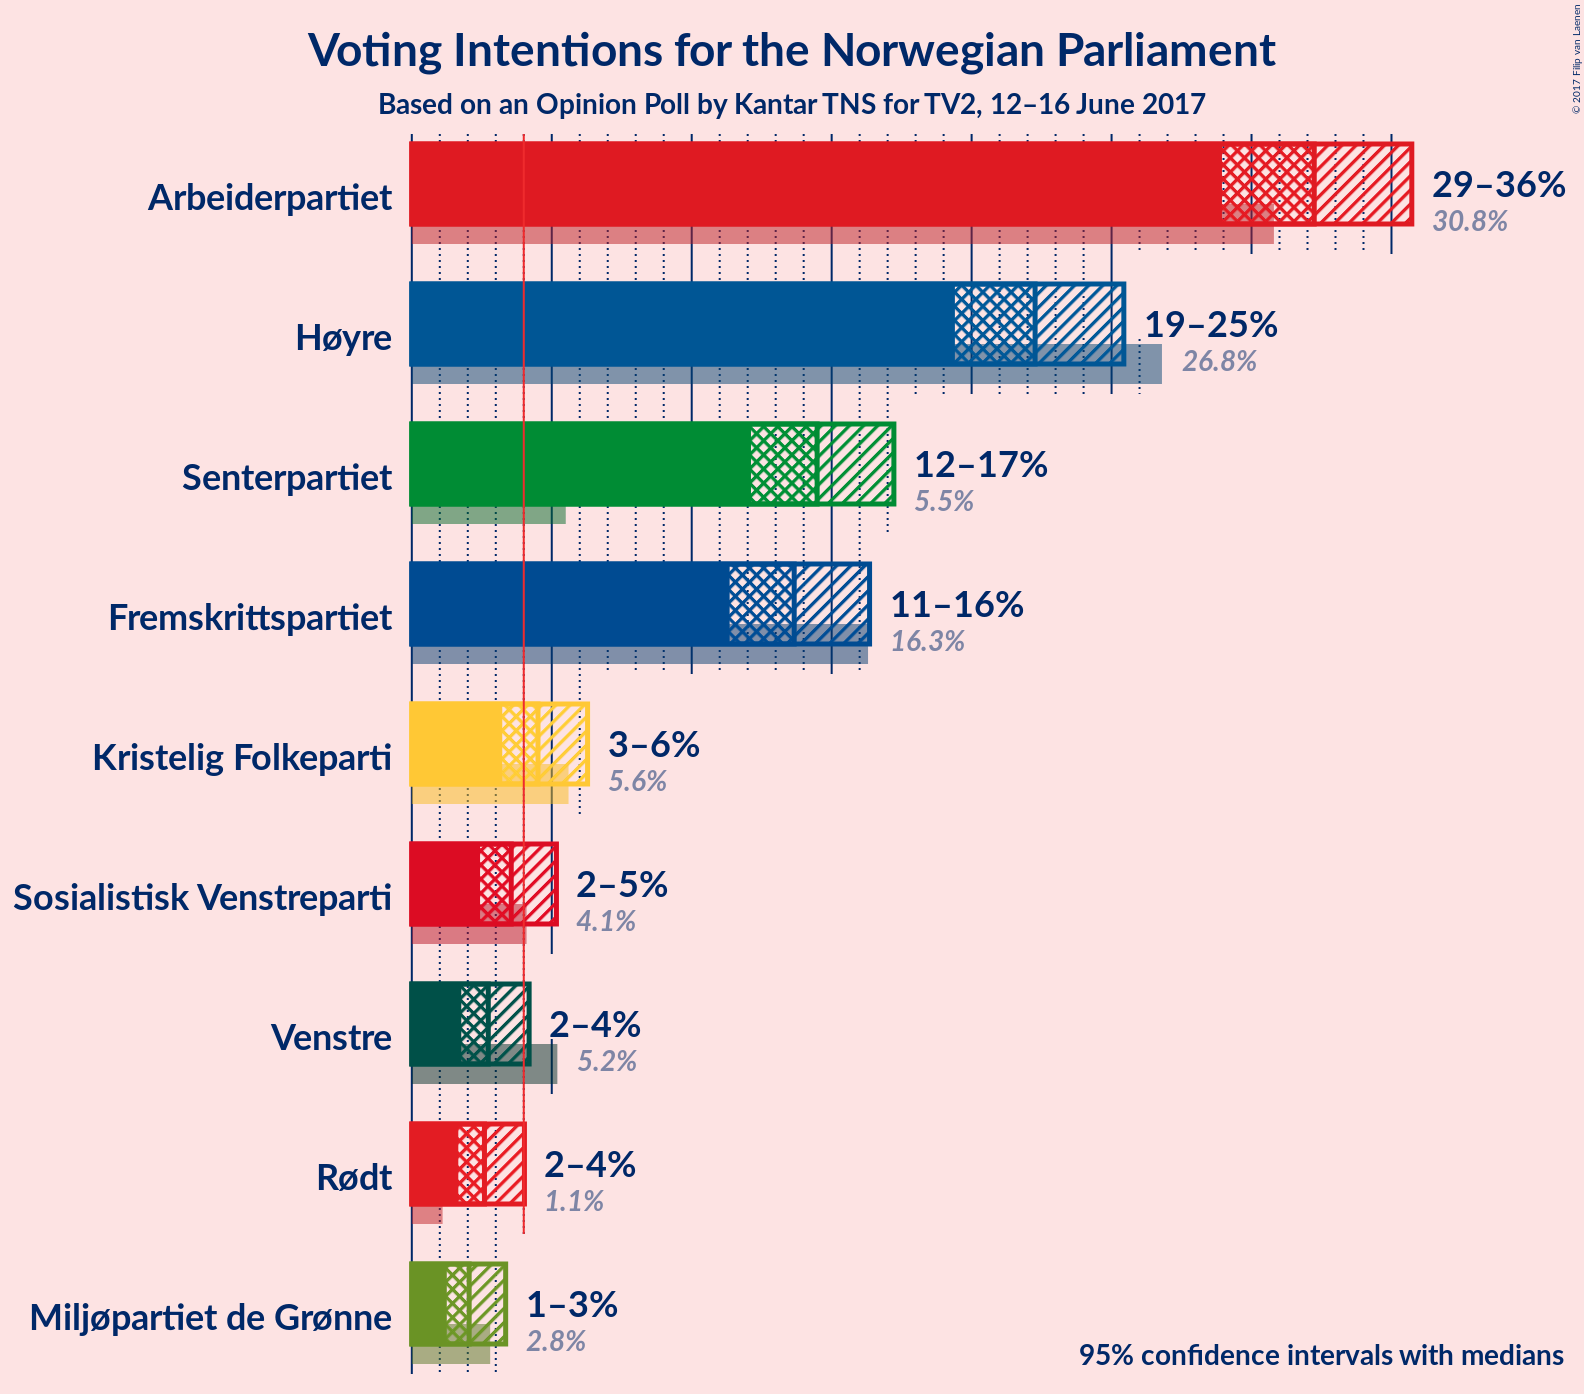 Voting Intentions for the Norwegian Parliament
Based on an Opinion Poll by Kantar TNS for TV2, 12–16 June 2017
© 2017 Filip van Laenen
Arbeiderpartiet
29–36%
30.8%
Høyre
19–25%
26.8%
Senterpartiet
12–17%
5.5%
Fremskrittspartiet
11–16%
16.3%
Kristelig Folkeparti
3–6%
5.6%
Sosialistisk Venstreparti
2–5%
4.1%
Venstre
2–4%
5.2%
Rødt
2–4%
1.1%
Miljøpartiet de Grønne
1–3%
2.8%
95% confidence intervals with medians